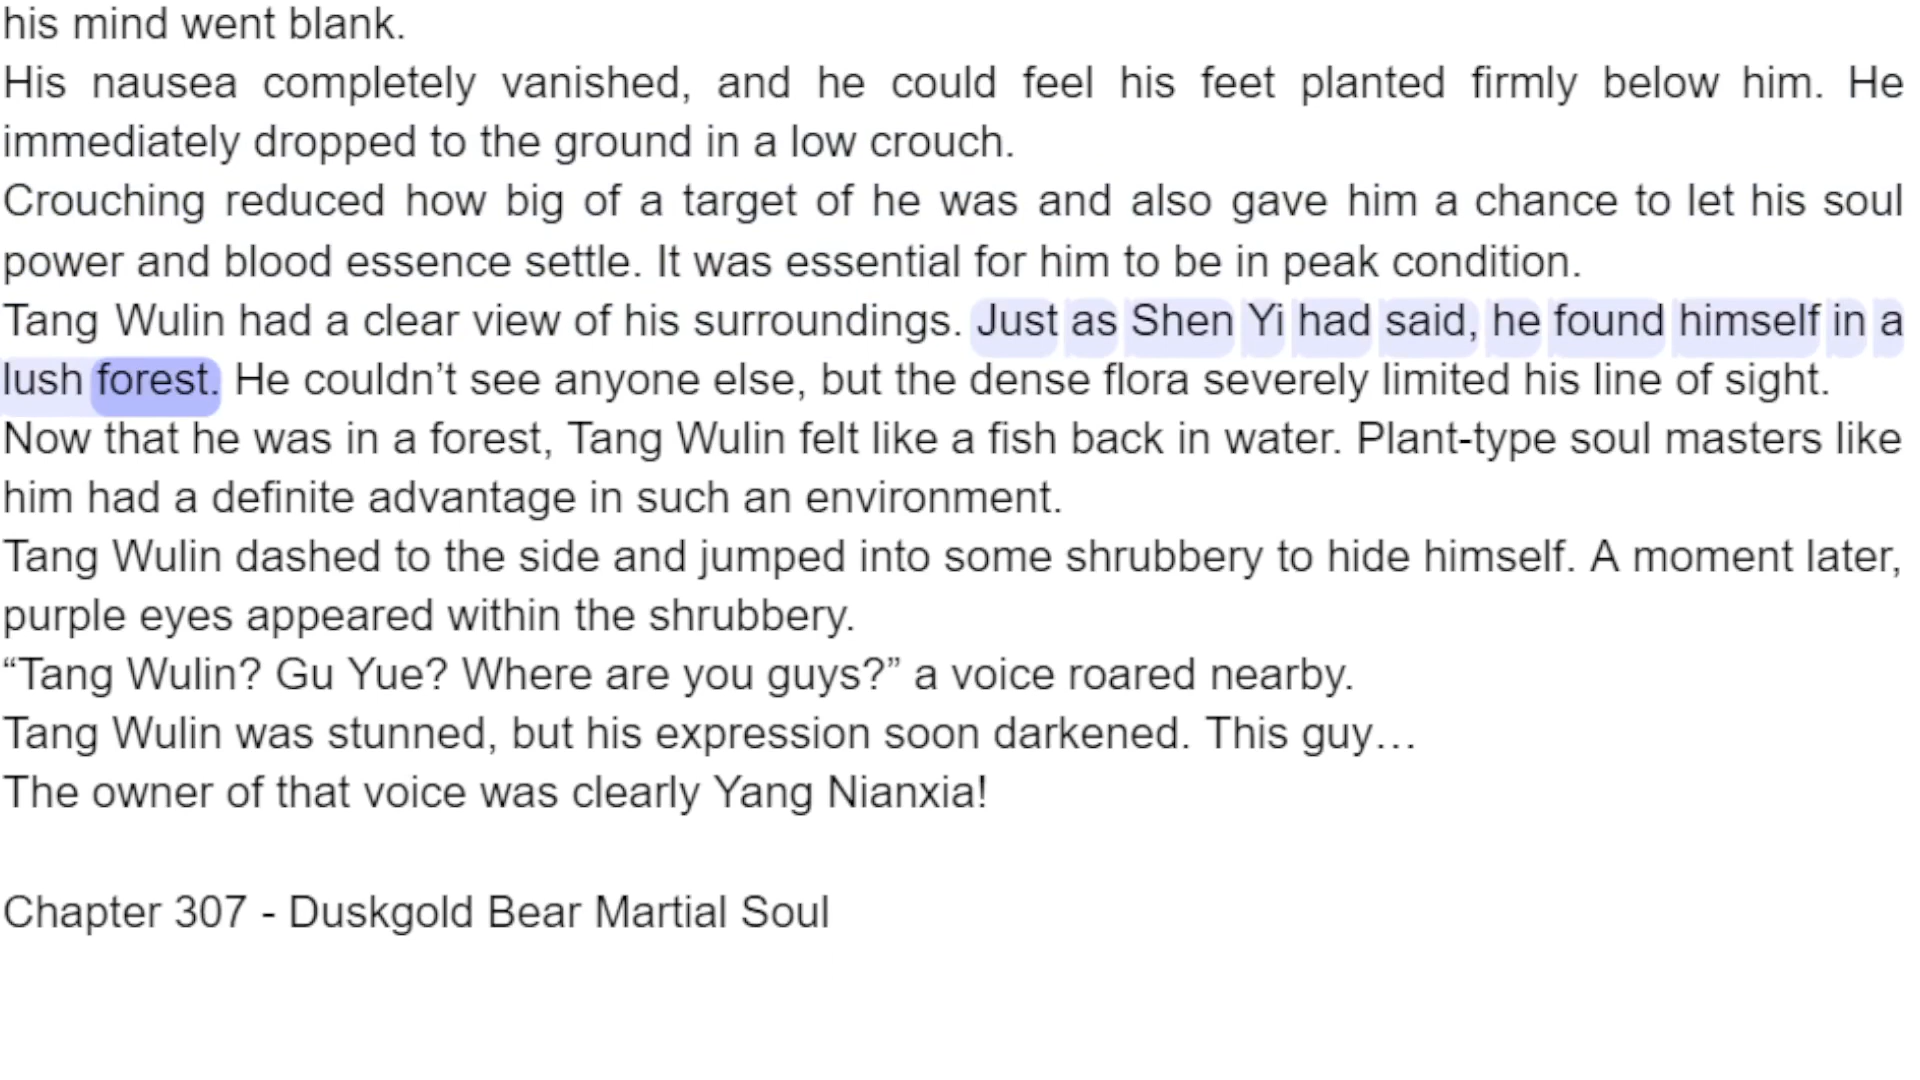 his mind went blank.
His nausea completely vanished, and he could feel his feet planted firmly below him. He
immediately dropped to the ground in a low crouch.
Crouching reduced how big of a target of he was and also gave him a chance to let his soul
power and blood essence settle. It was essential for him to be in peak condition.
Tang Wulin had a clear view of his surroundings. Just as Shen Yi had said, he found himself in a
lush forest. He couldn’t see anyone else, but the dense flora severely limited his line of sight.
Now that he was in a forest, Tang Wulin felt like a fish back in water. Plant-type soul masters like
him had a definite advantage in such an environment.
Tang Wulin dashed to the side and jumped into some shrubbery to hide himself. A moment later,
purple eyes appeared within the shrubbery.
“Tang Wulin? Gu Yue? Where are you guys?” a voice roared nearby.
Tang Wulin was stunned, but his expression soon darkened. This guy…
The owner of that voice was clearly Yang Nianxia!
Chapter 307 - Duskgold Bear Martial Soul